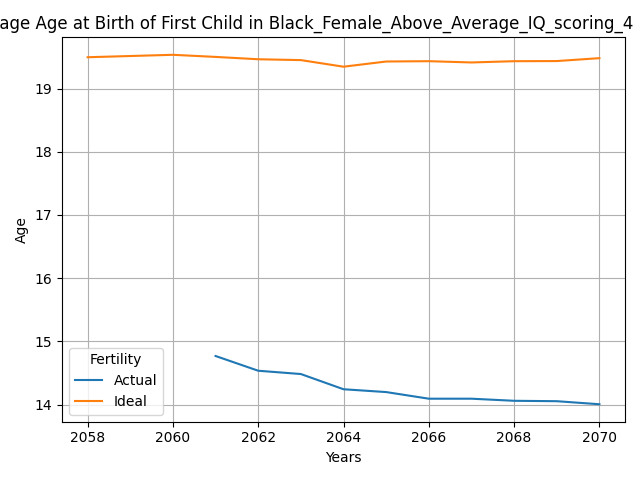 age Age at Birth of First Child in Black_Female_Above_Average_IQ_scoring_4
Age
19
18
17
16
15
14
Fertility
Actual
Ideal
2058 2060 2062 2064 2066 2068 2070
Years